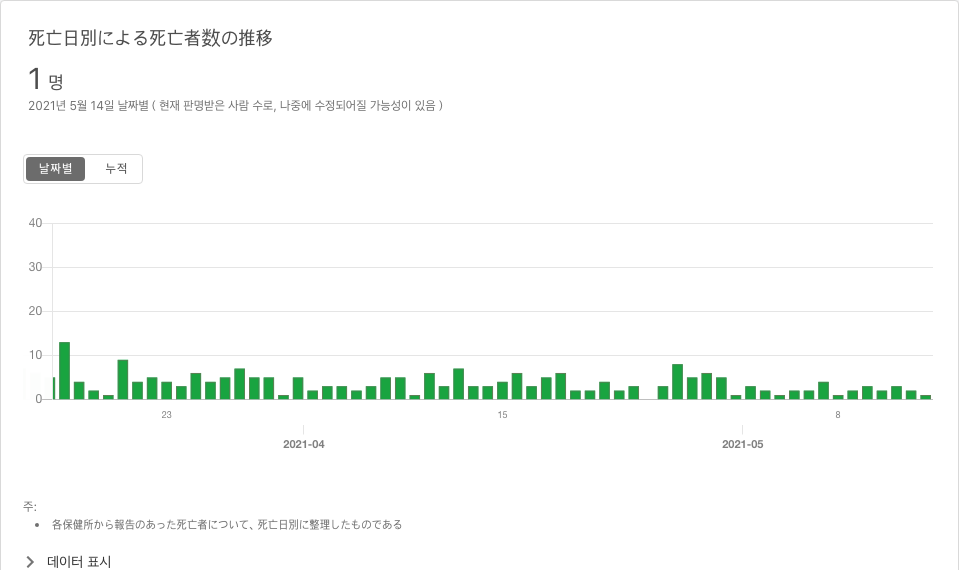 死亡日別による死亡者数の推移
1 명
2021년 5월 14일 날짜별 ( 현재 판명받은 사람 수로, 나중에 수정되어질 가능성이 있음 )
날짜별 누적
40
30
20
10
0
23 15 8
2021-04 2021-05
주:
• 各保健所から報告のあった死亡者について、死亡日別に整理したものである
데이터 표시